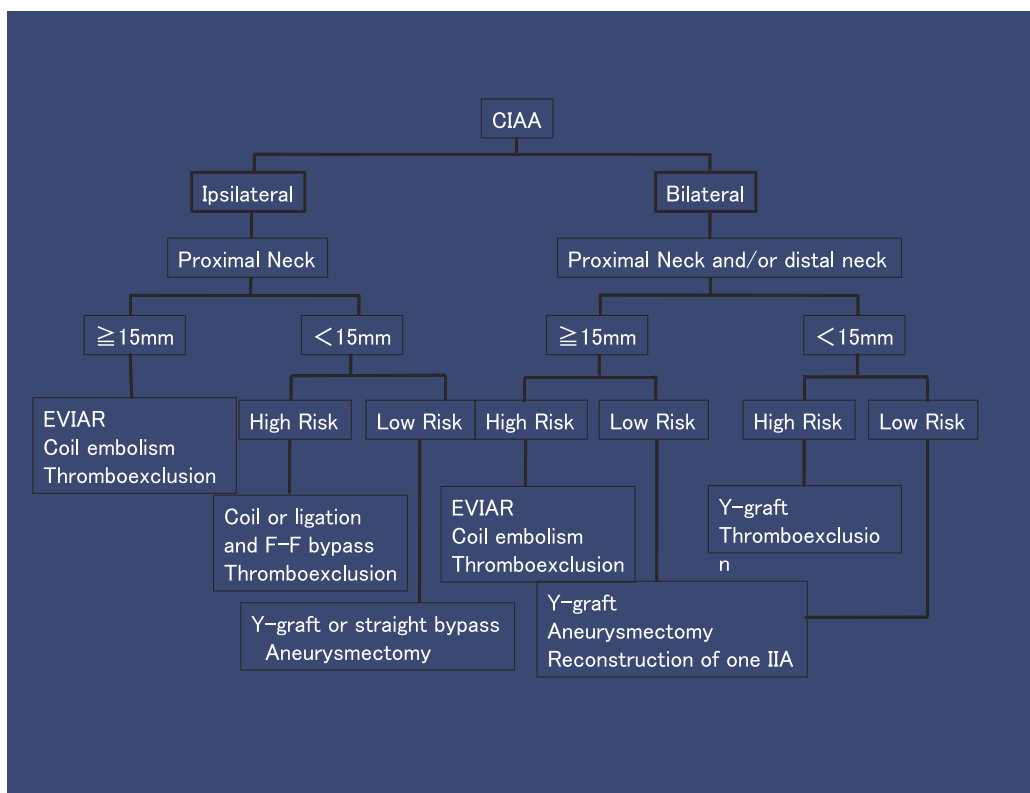 CIAA
Ipsilateral
Bilateral
Proximal Neck
Proximal Neck and/or distal neck
≧15mm
＜15mm
≧15mm
＜15mm
High Risk
Low Risk
High Risk
Low Risk
High Risk
Low Risk
EVIAR
Coil embolism
Thromboexclusion
Coil or ligation
and F-F bypass
Thromboexclusion
EVIAR
Coil embolism
Thromboexclusion
Y-graft
Thromboexclusio
n
Y-graft or straight bypass
Aneurysmectomy
Y-graft
Aneurysmectomy
Reconstruction of one IIA